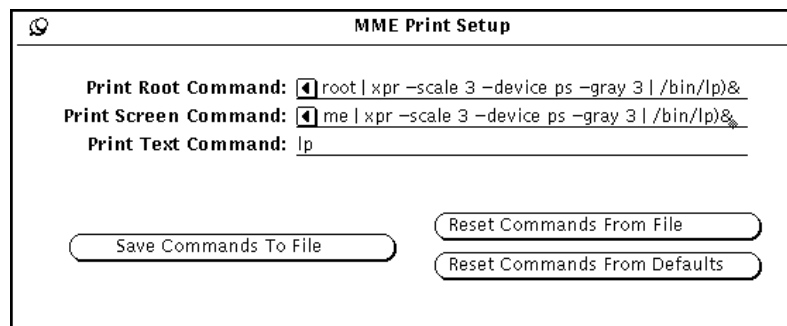 MME Print Setup
Print Root Command: root | xpr –scale 3 –device ps –gray 3 | /bin/lp)&
Print Screen Command: me | xpr –scale 3 –device ps –gray 3 | /bin/lp)&
Print Text Command: lp
Reset Commands From File
Save Commands To File
Reset Commands From Defaults